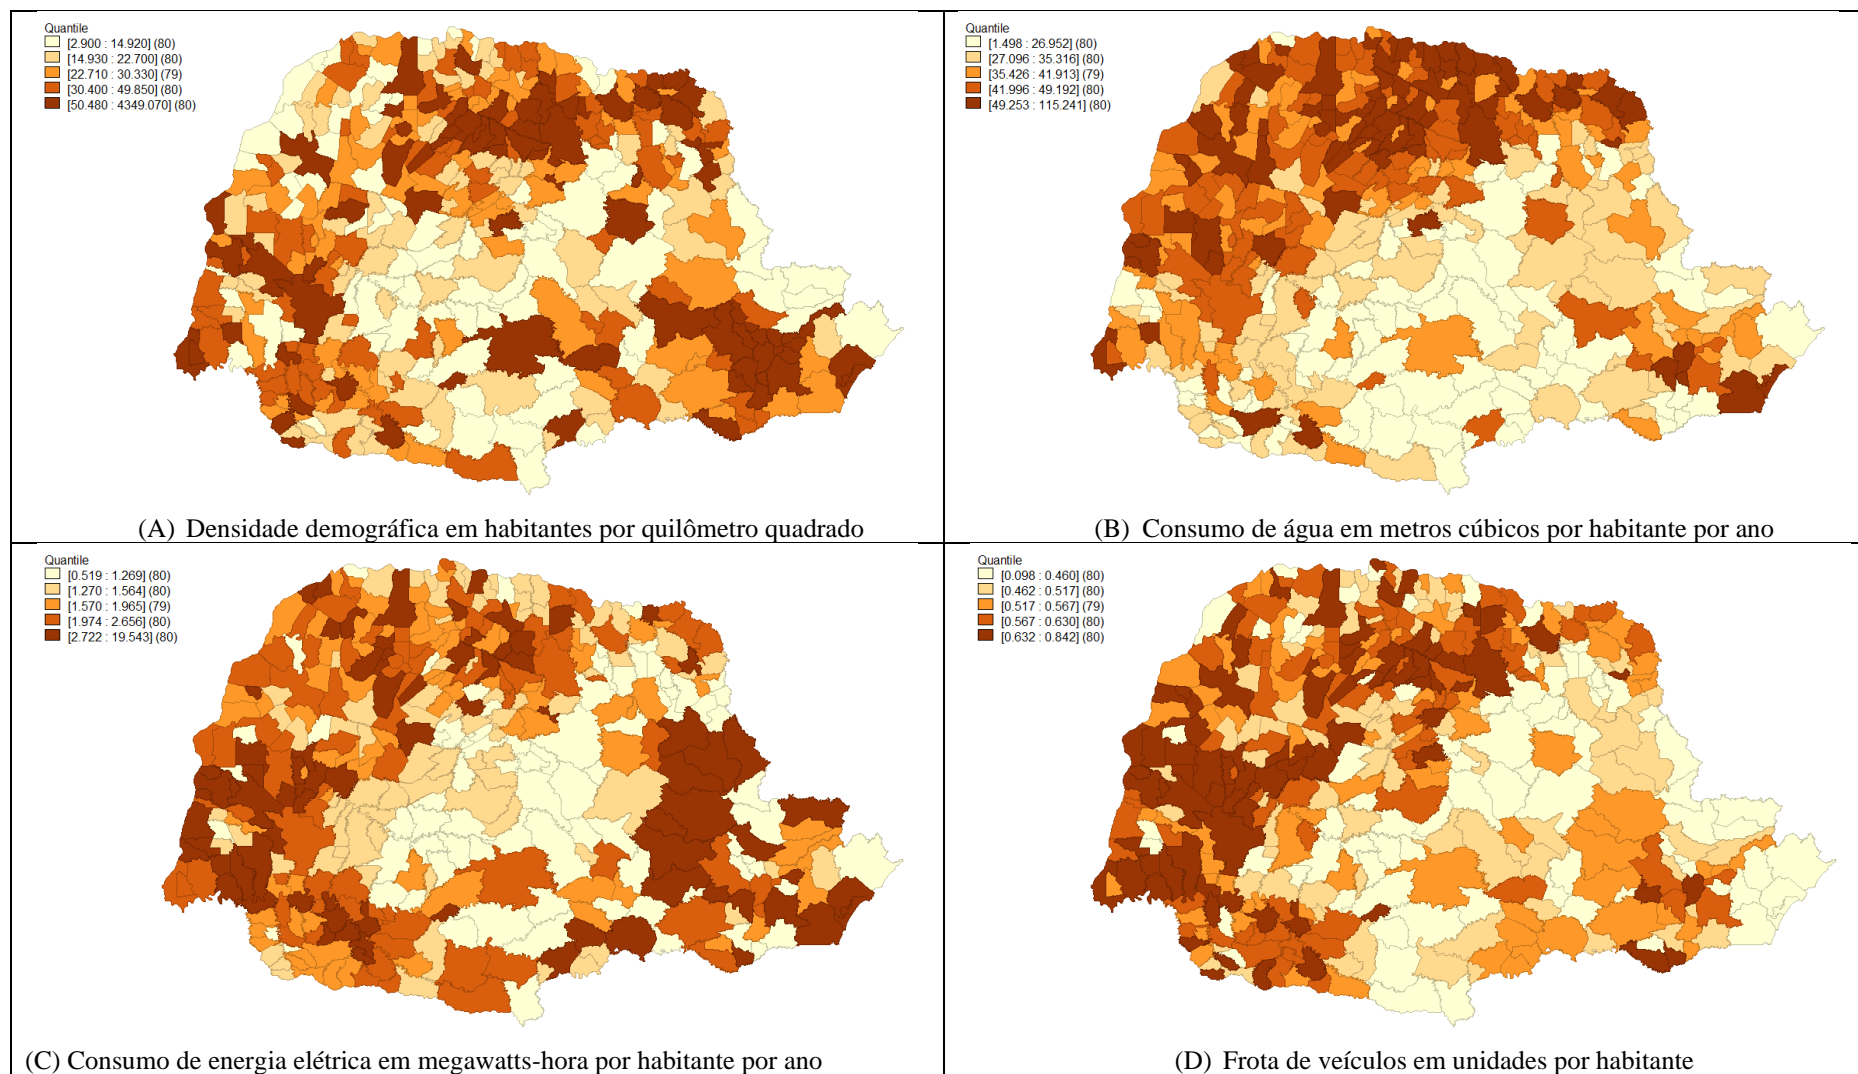 Quantile
[2.900 : 14.920] (80)
[14.930 : 22.700] (80)
[22.710 : 30.330] (79)
[30.400 : 49.850] (80)
[50.480 : 4349.070] (80)
(A) Densidade demográfica em habitantes por quilômetro quadrado
Quantile
[1.498 : 26.952] (80)
[27.096 : 35.316] (80)
[35.426 : 41.913] (79)
[41.996 : 49.192] (80)
[49.253 : 115.241] (80)
(B) Consumo de água em metros cúbicos por habitante por ano
Quantile
[0.519 : 1.269] (80)
[1.270 : 1.564] (80)
[1.570 : 1.965] (79)
[1.974 : 2.656] (80)
[2.722 : 19.543] (80)
(C) Consumo de energia elétrica em megawatts-hora por habitante por ano
Quantile
[0.098 : 0.460] (80)
[0.462 : 0.517] (80)
[0.517 : 0.567] (79)
[0.567 : 0.630] (80)
[0.632 : 0.842] (80)
(D) Frota de veículos em unidades por habitante